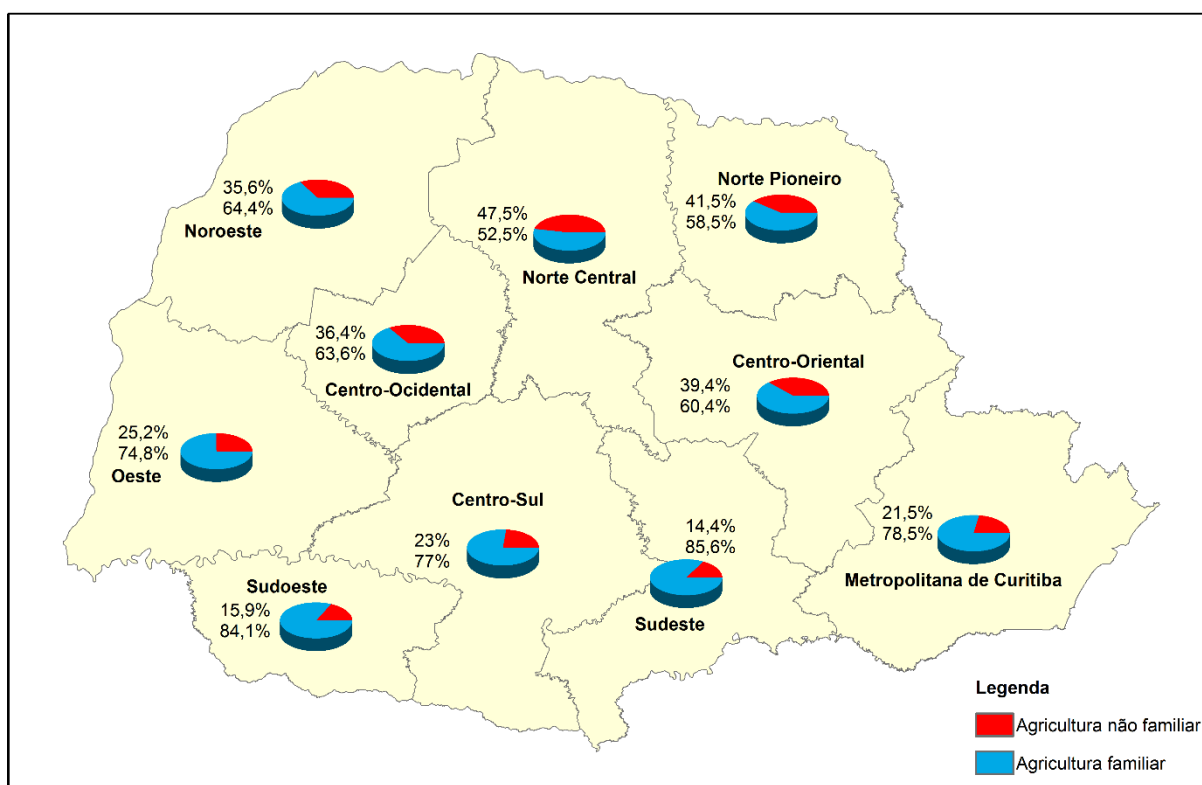 35,6%
64,4%
Noroeste
47,5%
52,5%
Norte Central
Norte Pioneiro
41,5%
58,5%
36,4%
63,6%
Centro-Ocidental
Centro-Oriental
39,4%
60,4%
25,2%
74,8%
Oeste
Centro-Sul
23%
77%
14,4%
85,6%
Sudeste
21,5%
78,5%
Metropolitana de Curitiba
Sudoeste
15,9%
84,1%
Legenda
Agricultura não familiar
Agricultura familiar